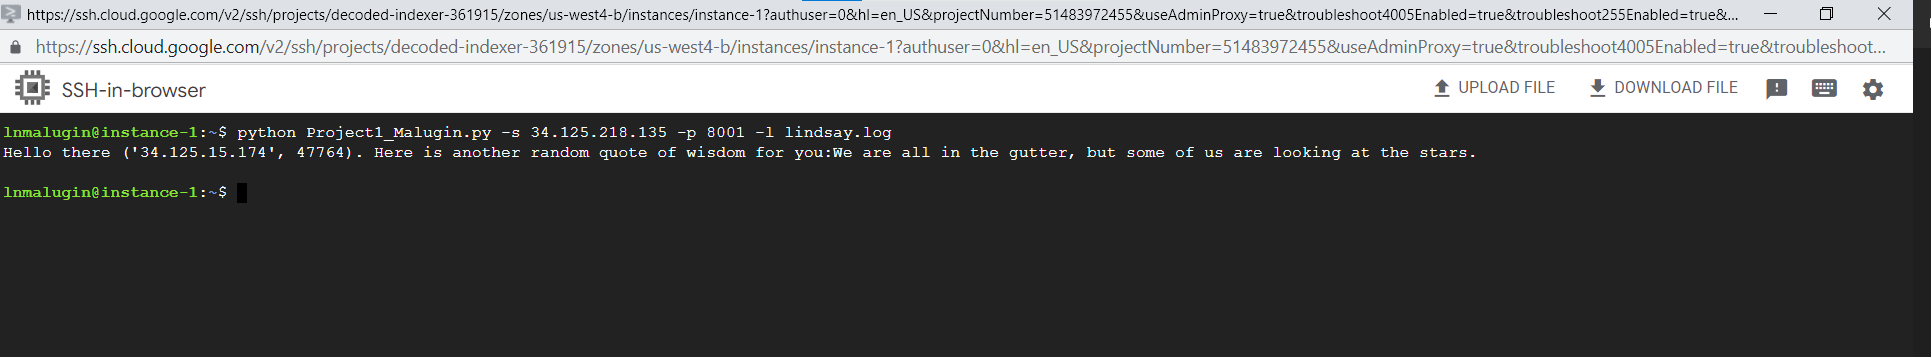 https://ssh.cloud.google.com/v2/ssh/projects/decoded-indexer-361915/zones/us-west4-b/instances/instance-1?authuser=0&hl=en_US&projectNumber=51483972455&useAdminProxy=true&troubleshoot4005Enabled=true&troubleshoot255Enabled=true&...
https://ssh.cloud.google.com/v2/ssh/projects/decoded-indexer-361915/zones/us-west4-b/instances/instance-1?authuser=0&hl=en_US&projectNumber=51483972455&useAdminProxy=true&troubleshoot4005Enabled=true&troubleshoot...
SSH-in-browser UPLOAD FILE DOWNLOAD FILE
lnmalugin@instance-1:~$ python Project1_Malugin.py -s 34.125.218.135 -p 8001 -l lindsay.log
Hello there ('34.125.15.174', 47764). Here is another random quote of wisdom for you:We are all in the gutter, but some of us are looking at the stars.
lnmalugin@instance-1:~$